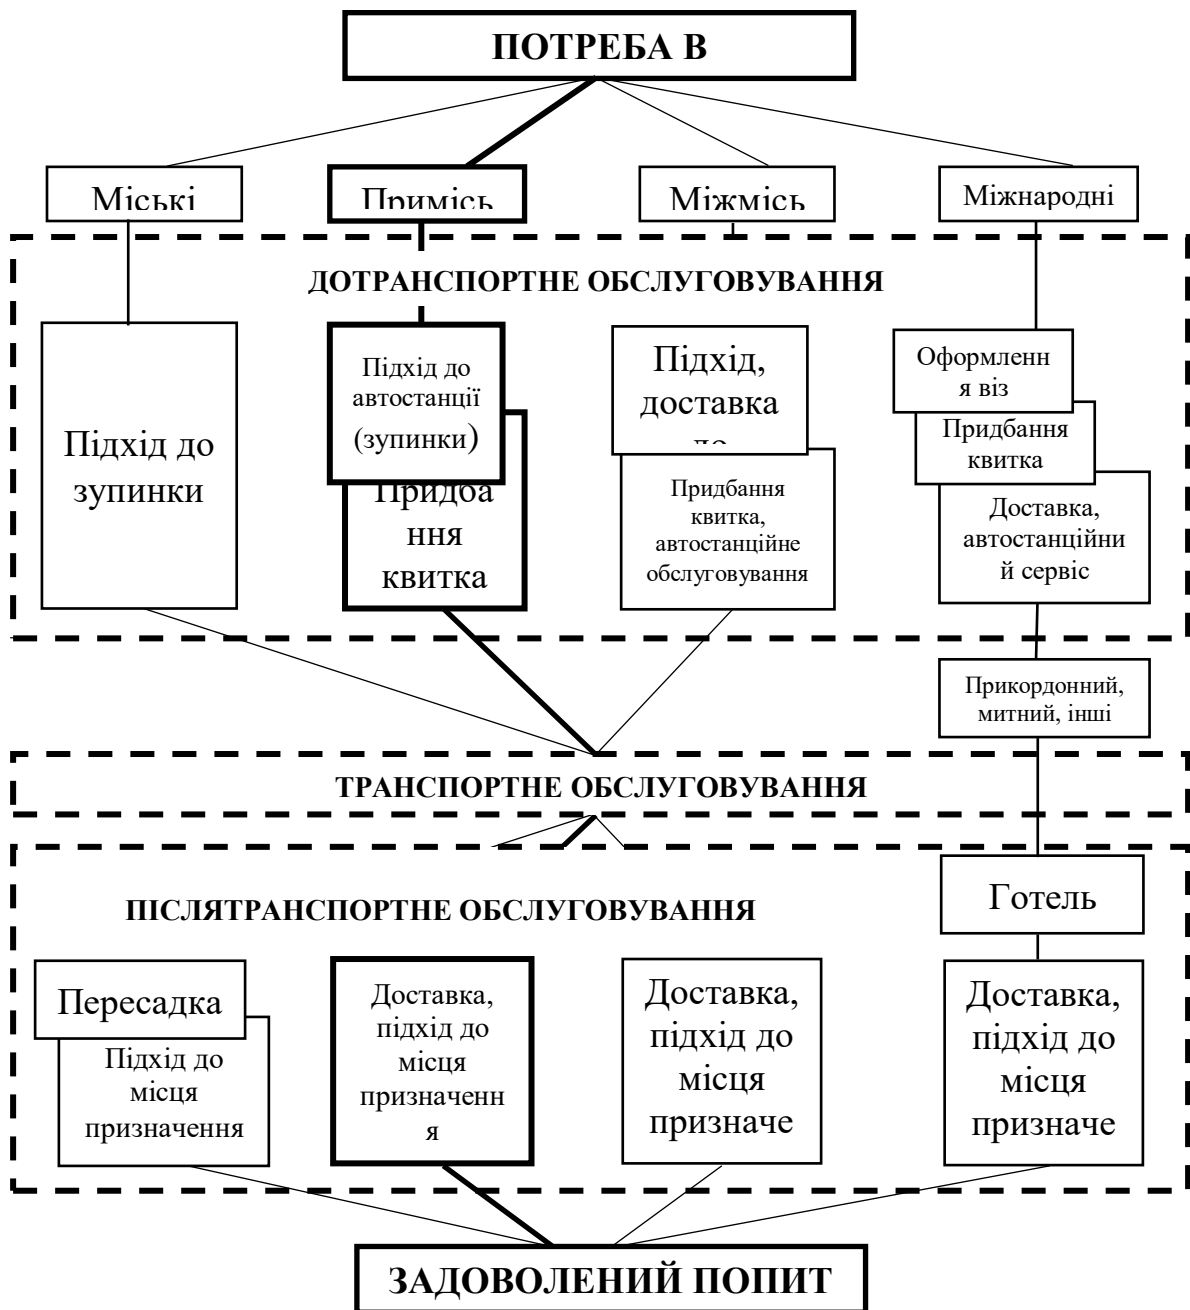 ПОТРЕБА В
Міські
Примісь
Міжмісь
Міжнародні
ДОТРАНСПОРТНЕ ОБСЛУГОВУВАННЯ
Підхід до
зупинки
Підхід до
автостанції
(зупинки)
Придба
ння
квитка
Підхід,
доставка
до
Придбання
квитка,
автостанційне
обслуговування
Оформленн
я віз
Придбання
квитка
Доставка,
автостанційни
й сервіс
Прикордонний,
митний, інші
ТРАНСПОРТНЕ ОБСЛУГОВУВАННЯ
ПІСЛЯТРАНСПОРТНЕ ОБСЛУГОВУВАННЯ
Готель
Пересадка
Підхід до
місця
призначення
Доставка,
підхід до
місця
призначенн
я
Доставка,
підхід до
місця
призначе
Доставка,
підхід до
місця
призначе
ЗАДОВОЛЕНИЙ ПОПИТ